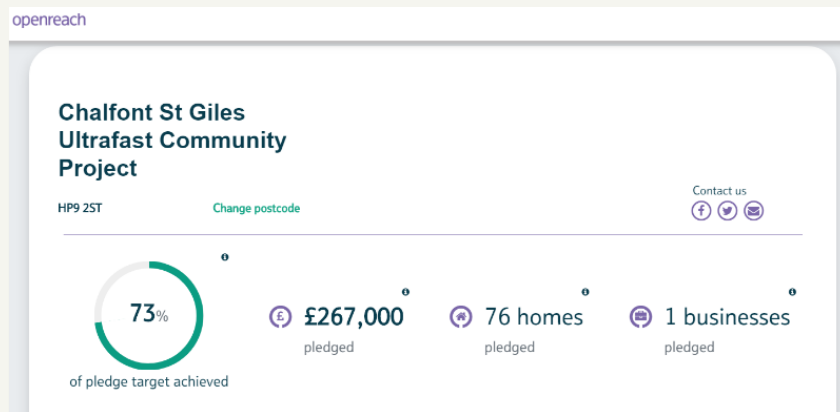 openreach
Chalfont St Giles
Ultrafast Community
Project
HP9 2ST
Change postcode
Contact us
73%
of pledge target achieved
£
£267,000
pledged
76 homes
pledged
1 businesses
pledged